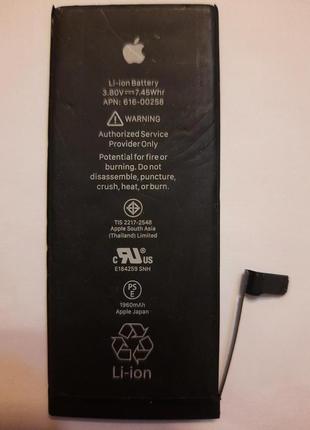 Li-ion Battery
3.80V⎓7.45Whr
APN: 616-00258
WARNING
Authorized Service
Provider Only
Potential for fire or
burning. Do not
disassemble, puncture,
crush, heat, or burn.
TIS 2217-2548
Apple South Asia
(Thailand) Limited
c RU US
E184259 SNH
PS
E
1960mAh
Apple Japan
Li-ion